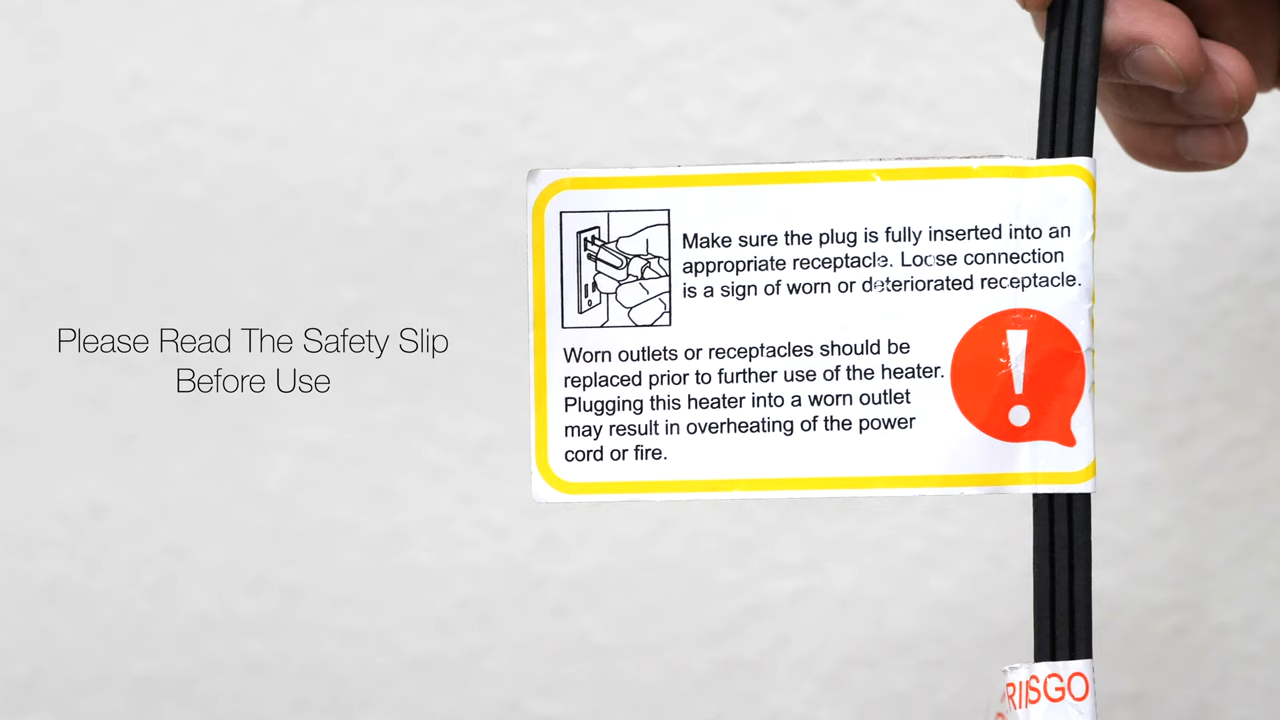 Please Read The Safety Slip
Before Use
Make sure the plug is fully inserted into an
appropriate receptacle. Loose connection
is a sign of worn or deteriorated receptacle.
Worn outlets or receptacles should be
replaced prior to further use of the heater.
Plugging this heater into a worn outlet
may result in overheating of the power
cord or fire.
RIISGO